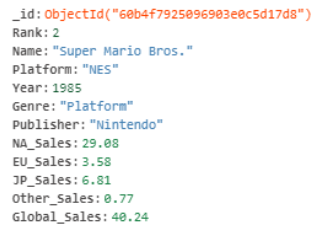 _id: ObjectId("60b4f7925096903e0c5d17d8")
Rank: 2
Name: "Super Mario Bros."
Platform: "NES"
Year: 1985
Genre: "Platform"
Publisher: "Nintendo"
NA_Sales: 29.08
EU_Sales: 3.58
JP_Sales: 6.81
Other_Sales: 0.77
Global_Sales: 40.24